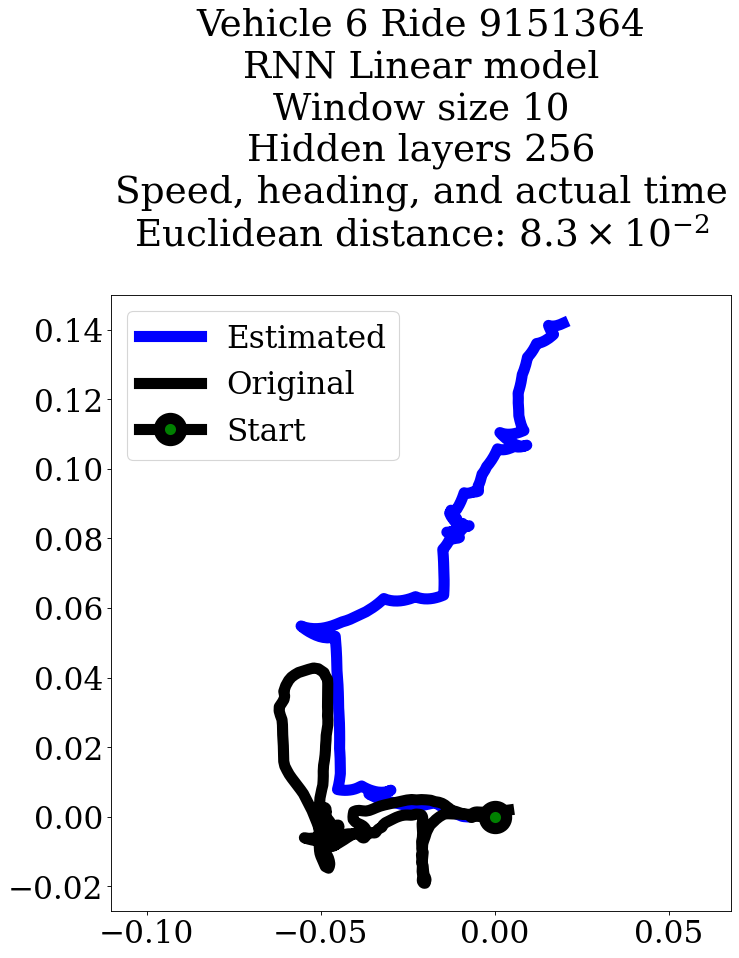 Vehicle 6 Ride 9151364
RNN Linear model
Window size 10
Hidden layers 256
Speed, heading, and actual time
Euclidean distance: 8.3 × 10⁻²
Estimated
Original
Start
0.14
0.12
0.10
0.08
0.06
0.04
0.02
0.00
−0.02
−0.10 −0.05 0.00 0.05